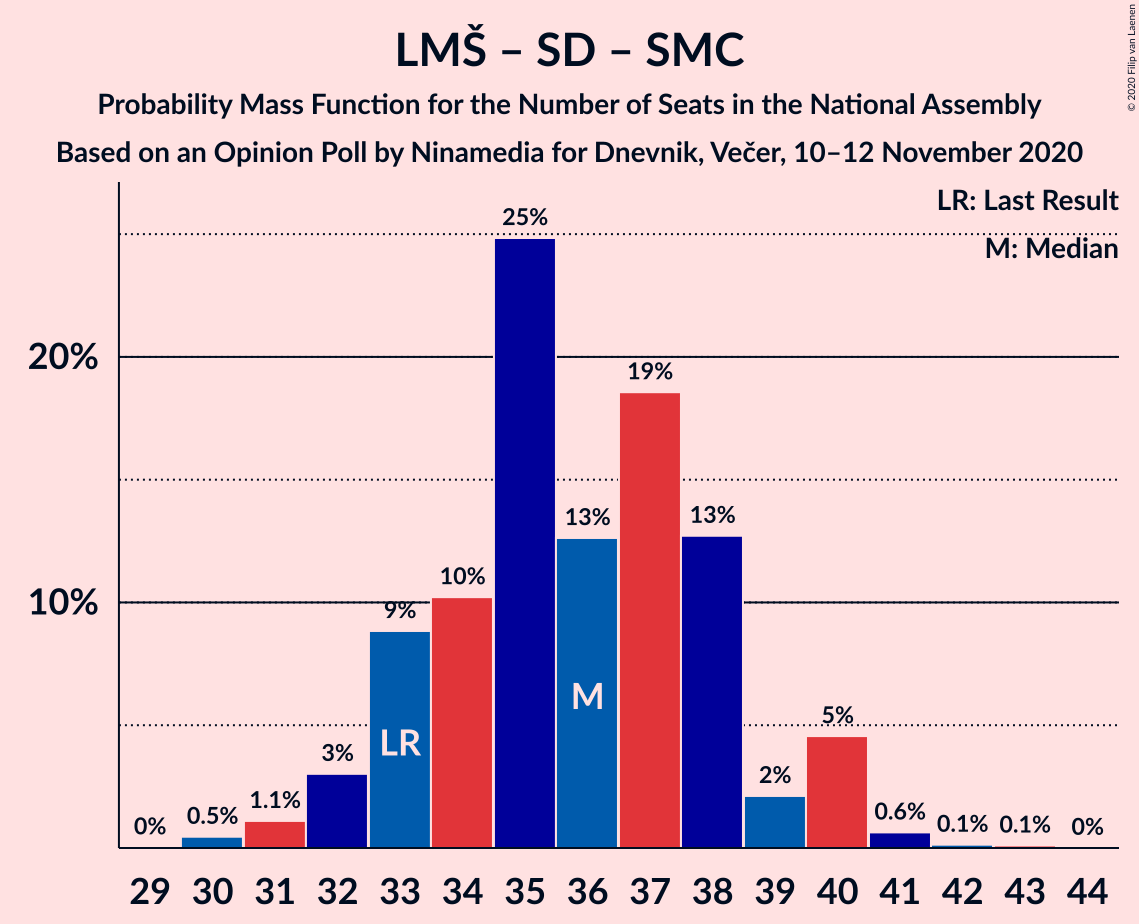 LMŠ – SD – SMC
Probability Mass Function for the Number of Seats in the National Assembly
Based on an Opinion Poll by Ninamedia for Dnevnik, Večer, 10–12 November 2020
© 2020 Filip van Laenen
LR: Last Result
M: Median
20%
10%
0%
0.5%
1.1%
3%
9%
10%
25%
13%
19%
13%
2%
5%
0.6%
0.1%
0.1%
0%
LR
M
29 30 31 32 33 34 35 36 37 38 39 40 41 42 43 44